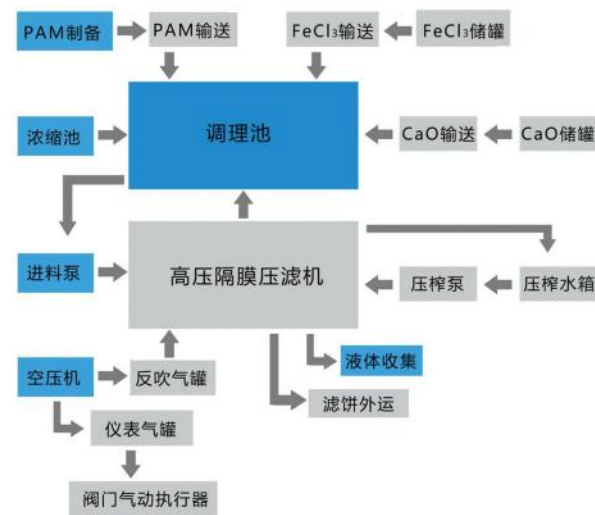 PAM制备
PAM输送
FeCl₃输送
FeCl₃储罐
浓缩池
调理池
CaO输送
CaO储罐
进料泵
高压隔膜压滤机
压榨泵
压榨水箱
空压机
反吹气罐
液体收集
滤饼外运
仪表气罐
阀门气动执行器